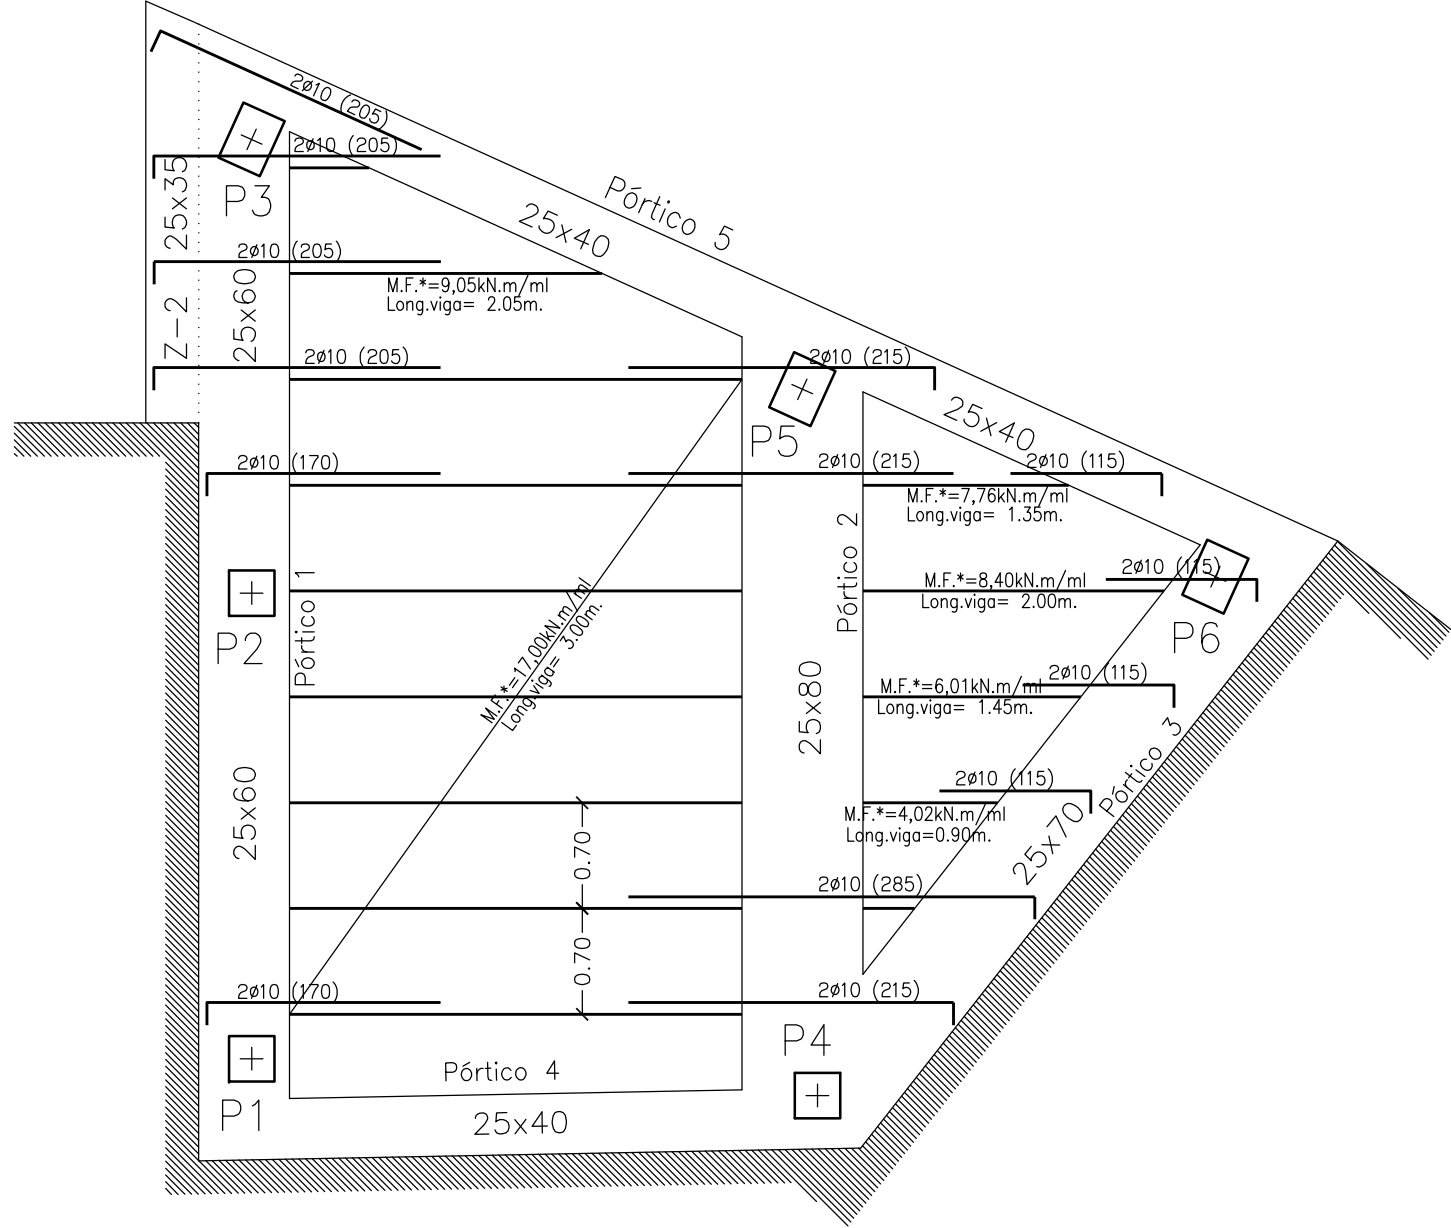 2ø10 (205)
2ø10 (205)
P3
25x35
Pórtico 5
25x40
2ø10 (205)
25x60
Z-2
M.F.*=9,05kN.m/ml
Long.viga= 2.05m.
2ø10 (205)
2ø10 (215)
P5
25x40
2ø10 (170)
2ø10 (215)
2ø10 (115)
M.F.*=7,76kN.m/ml
Long.viga= 1.35m.
Pórtico 2
Pórtico 1
P2
M.F.*=17,00kN.m/ml
Long.viga= 3.00m.
2ø10 (115)
M.F.*=8,40kN.m/ml
Long.viga= 2.00m.
P6
25x80
2ø10 (115)
M.F.*=6,01kN.m/ml
Long.viga= 1.45m.
Pórtico 3
25x60
2ø10 (115)
M.F.*=4,02kN.m/ml
Long.viga=0.90m.
25x70
0.70
2ø10 (285)
0.70
2ø10 (170)
2ø10 (215)
P4
Pórtico 4
P1
25x40